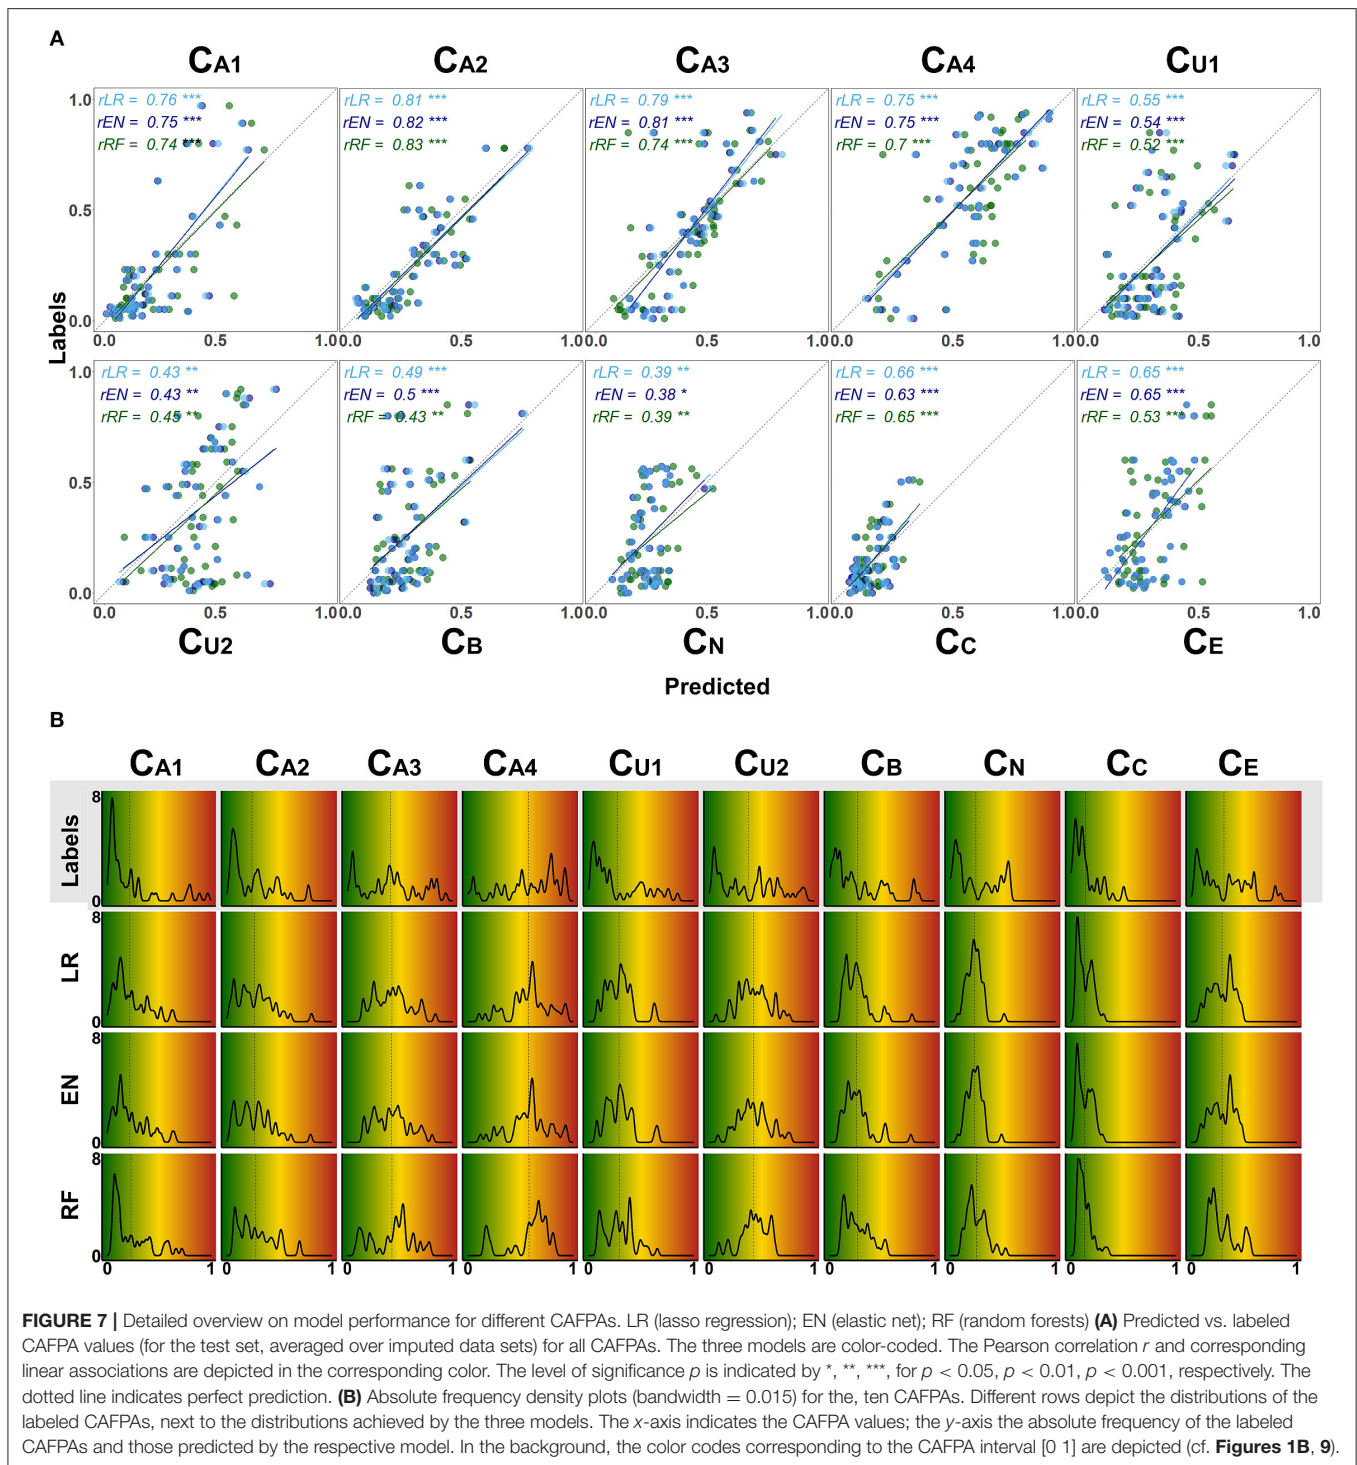 A
CA1 CA2 CA3 CA4 CU1
1.0 rLR = 0.76 *** rLR = 0.81 *** rLR = 0.79 *** rLR = 0.75 *** rLR = 0.55 ***
rEN = 0.75 *** rEN = 0.82 *** rEN = 0.81 *** rEN = 0.75 *** rEN = 0.54 ***
rRF = 0.74 *** rRF = 0.83 *** rRF = 0.74 *** rRF = 0.7 *** rRF = 0.52 ***
0.5
0.0
0.0 0.5 1.0 0.0 0.5 1.0 0.0 0.5 1.0 0.0 0.5 1.0 0.0 0.5 1.0
Labels
1.0 rLR = 0.43 ** rLR = 0.49 *** rLR = 0.39 ** rLR = 0.66 *** rLR = 0.65 ***
rEN = 0.43 ** rEN = 0.5 *** rEN = 0.38 * rEN = 0.63 *** rEN = 0.65 ***
rRF = 0.45 ** rRF = 0.43 ** rRF = 0.39 ** rRF = 0.65 *** rRF = 0.53 ***
0.5
0.0
0.0 0.5 1.0 0.0 0.5 1.0 0.0 0.5 1.0 0.0 0.5 1.0 0.0 0.5 1.0
CU2 CB CN CC CE
Predicted
B
CA1 CA2 CA3 CA4 CU1 CU2 CB CN CC CE
Labels 8 0
LR 8 0
EN 8 0
RF 8 0
0 1 0 1 0 1 0 1 0 1 0 1 0 1 0 1 0 1 0 1
FIGURE 7 | Detailed overview on model performance for different CAFPAs. LR (lasso regression); EN (elastic net); RF (random forests) (A) Predicted vs. labeled
CAFPA values (for the test set, averaged over imputed data sets) for all CAFPAs. The three models are color-coded. The Pearson correlation r and corresponding
linear associations are depicted in the corresponding color. The level of significance p is indicated by *, **, ***, for p < 0.05, p < 0.01, p < 0.001, respectively. The
dotted line indicates perfect prediction. (B) Absolute frequency density plots (bandwidth = 0.015) for the, ten CAFPAs. Different rows depict the distributions of the
labeled CAFPAs, next to the distributions achieved by the three models. The x-axis indicates the CAFPA values; the y-axis the absolute frequency of the labeled
CAFPAs and those predicted by the respective model. In the background, the color codes corresponding to the CAFPA interval [0 1] are depicted (cf. Figures 1B, 9).